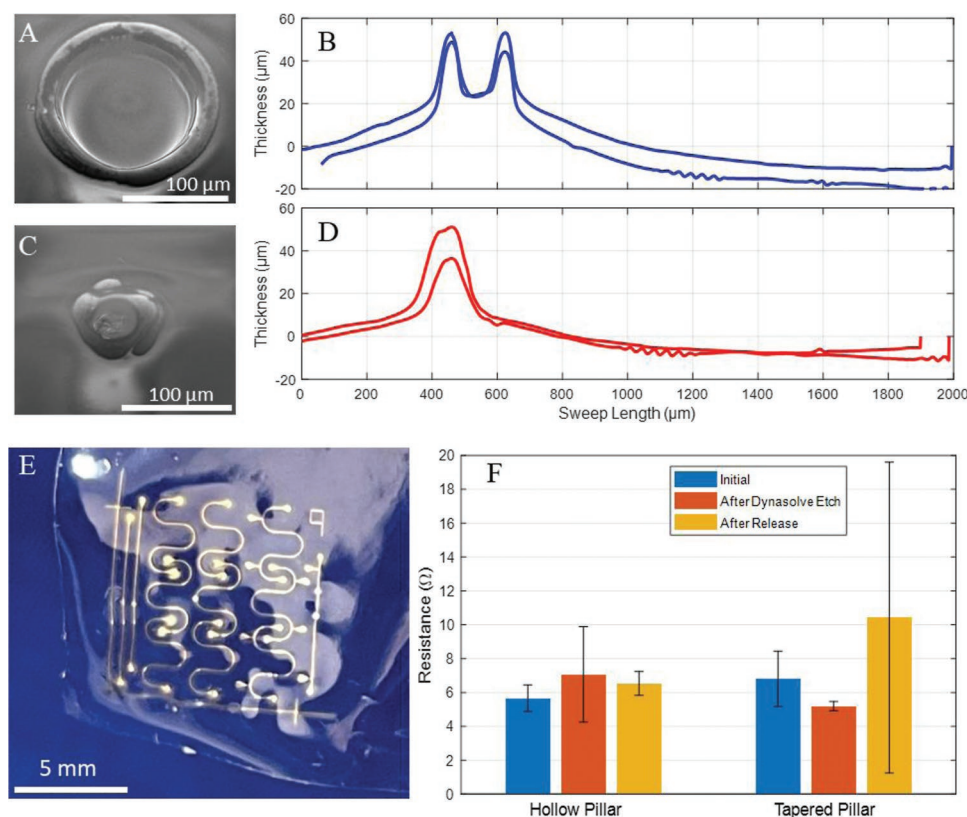 A
100 µm
B
Thickness (µm)
60
40
20
0
-20
C
100 µm
D
Thickness (µm)
60
40
20
0
-20
0 200 400 600 800 1000 1200 1400 1600 1800 2000
Sweep Length (µm)
E
5 mm
F
Resistance (Ω)
20
18
16
14
12
10
8
6
4
2
0
Initial
After Dynasolve Etch
After Release
Hollow Pillar Tapered Pillar